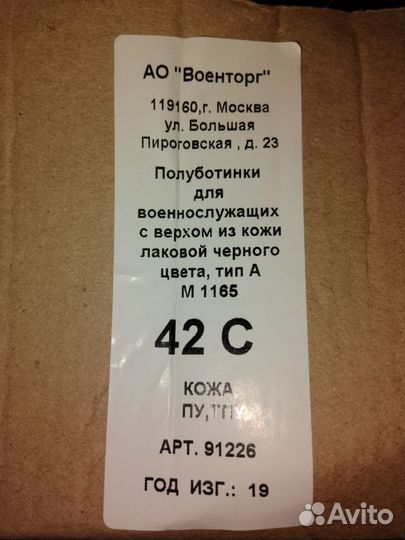 АО "Военторг"
119160,г. Москва
ул. Большая
Пироговская , д. 23
Полуботинки
для
военнослужащих
с верхом из кожи
лаковой черного
цвета, тип А
М 1165
42 С
КОЖА
ПУ,ТПУ
АРТ. 91226
ГОД ИЗГ.: 19
Avito